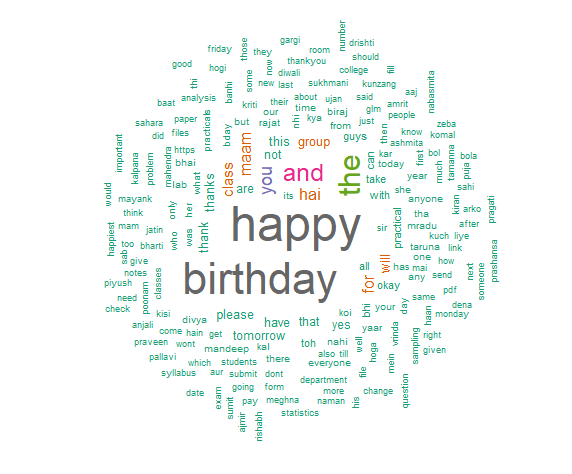 number
gargi
room
drishti
friday
those
they
now
thankyou
should
good
hogi
some
diwali
college
fill
nabasmita
thi
banhi
new
last
sukhmani
kunzang
aaj
baat
analysis
kriti
their
about
ujan
said
amrit
sahara
paper
practicals
our
time
biraj
glm
people
important
did
files
bday
but
rajat
nhi
kya
from
just
then
know
zeba
kalpana
problem
https
this
group
guys
ashmita
komal
mahendra
bhai
class
maam
not
the
can
kar
first
bol
bola
would
lab
what
thanks
you
and
today
much
tamanna
puja
are
its
hai
take
year
sahi
mayank
only
her
with
she
anyone
kiran
arko
pragati
think
was
happy
tha
mam
jatin
thank
sir
practical
mradu
after
happiest
sab
too
bharti
who
kuch
liye
taruna
link
prashansa
give
birthday
all
will
has
mai
one
how
notes
classes
for
okay
any
send
someone
next
piyush
poonam
pdf
need
kisi
please
koi
bhi
your
day
same
dena
check
divya
have
that
yes
yaar
haan
monday
anjali
come
hain
get
tomorrow
toh
nahi
well
vrinda
sampling
right
praveen
wont
mandeep
kal
also
till
hoga
mein
given
pallavi
which
students
there
everyone
syllabus
aur
submit
dont
department
file
question
date
exam
going
form
more
change
sumit
pay
meghna
naman
his
ajmir
rishabh
statistics